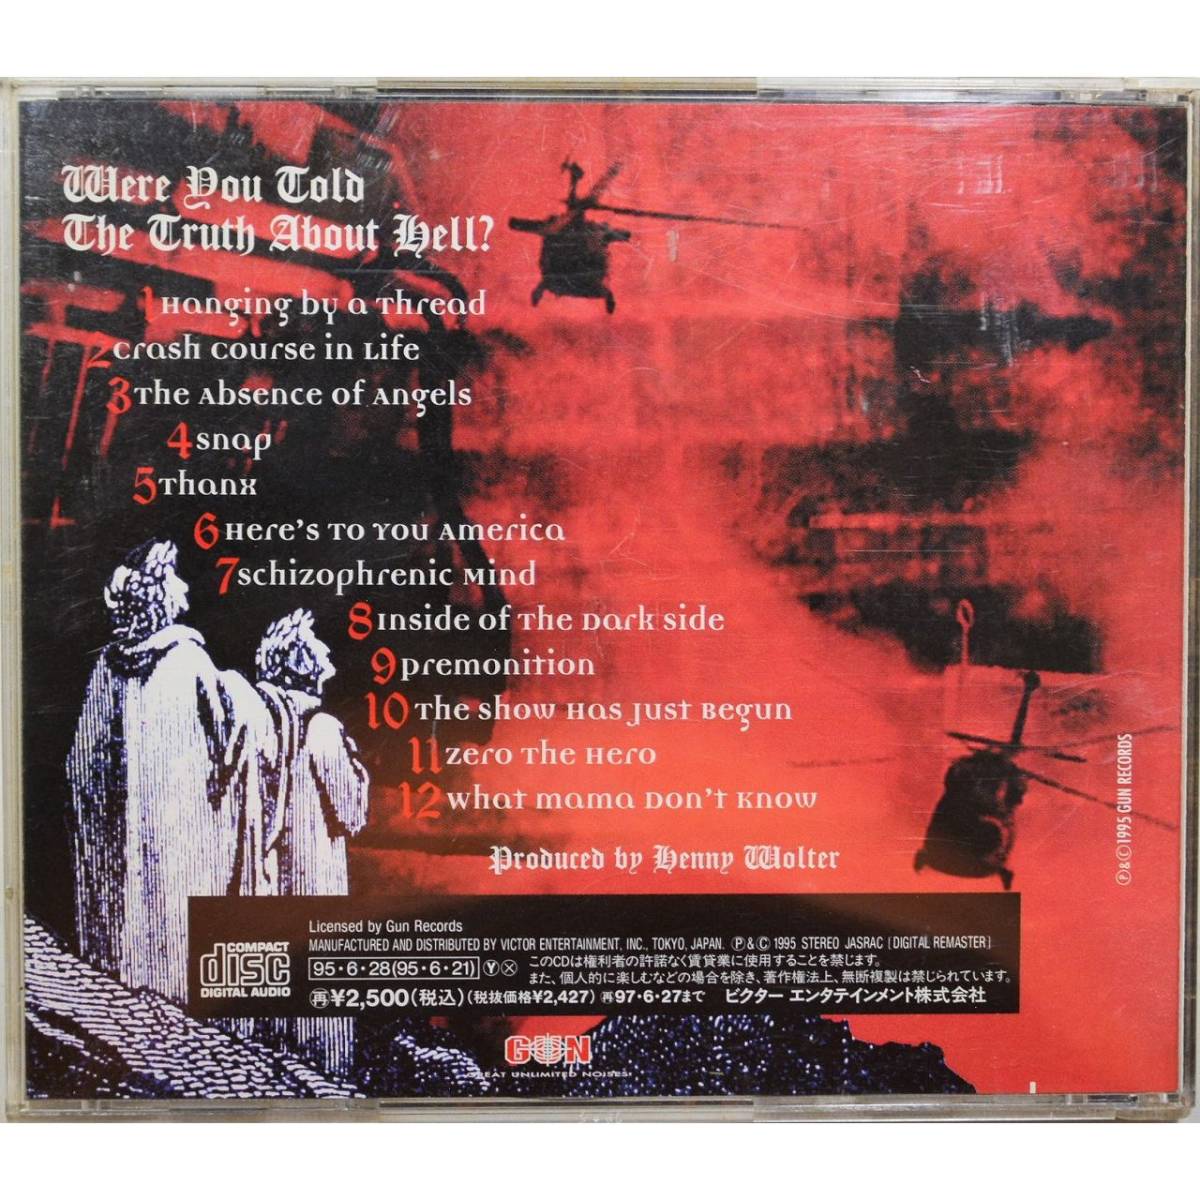 Were You Told
The Truth About Hell?
1 Hanging by a Thread
2 Crash Course in Life
3 The Absence of Angels
4 Snap
5 Thanx
6 Here's To You America
7 Schizophrenic Mind
8 Inside of The Dark Side
9 Premonition
10 The Show Has Just Begun
11 Zero The Hero
12 What Mama Don't Know
Produced by Henny Wolter
Ⓟ&Ⓒ1995 GUN RECORDS
Licensed by Gun Records
MANUFACTURED AND DISTRIBUTED BY VICTOR ENTERTAINMENT, INC., TOKYO, JAPAN. Ⓟ&Ⓒ 1995 STEREO JASRAC [DIGITAL REMASTER]
COMPACT
disc
DIGITAL AUDIO
95・6・28(95・6・21) Ⓨ Ⓧ
このCDは権利者の許諾なく賃貸業に使用することを禁じます。
また、個人的に楽しむなどの場合を除き、著作権法上、無断複製は禁じられています。
㊢¥2,500(税込)(税抜価格¥2,427) ㊢97・6・27まで ビクター エンタテインメント株式会社
GUN
GREAT UNLIMITED NOISES